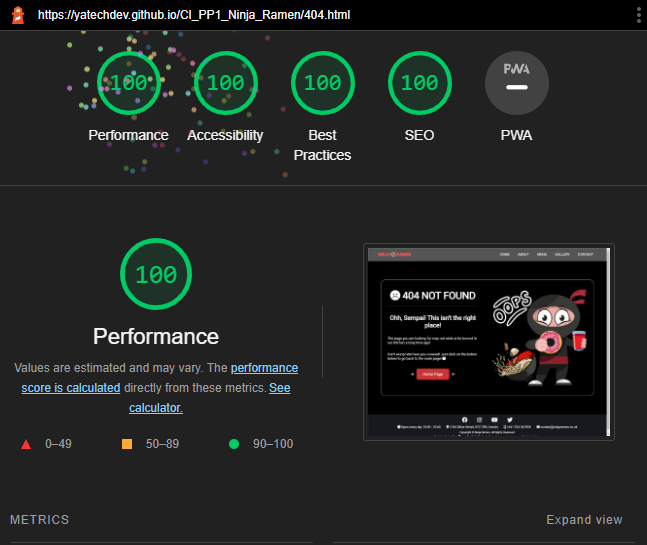 https://yatechdev.github.io/CI_PP1_Ninja_Ramen/404.html
100 100 100 100 PWA
Performance Accessibility Best Practices SEO PWA
100
Performance
Values are estimated and may vary. The performance
score is calculated directly from these metrics. See
calculator.
0–49 50–89 90–100
HOME ABOUT MENU GALLERY CONTACT
404 NOT FOUND
OOPS
Ohh, Sempai! This isn't the right
place!
Home Page
METRICS Expand view